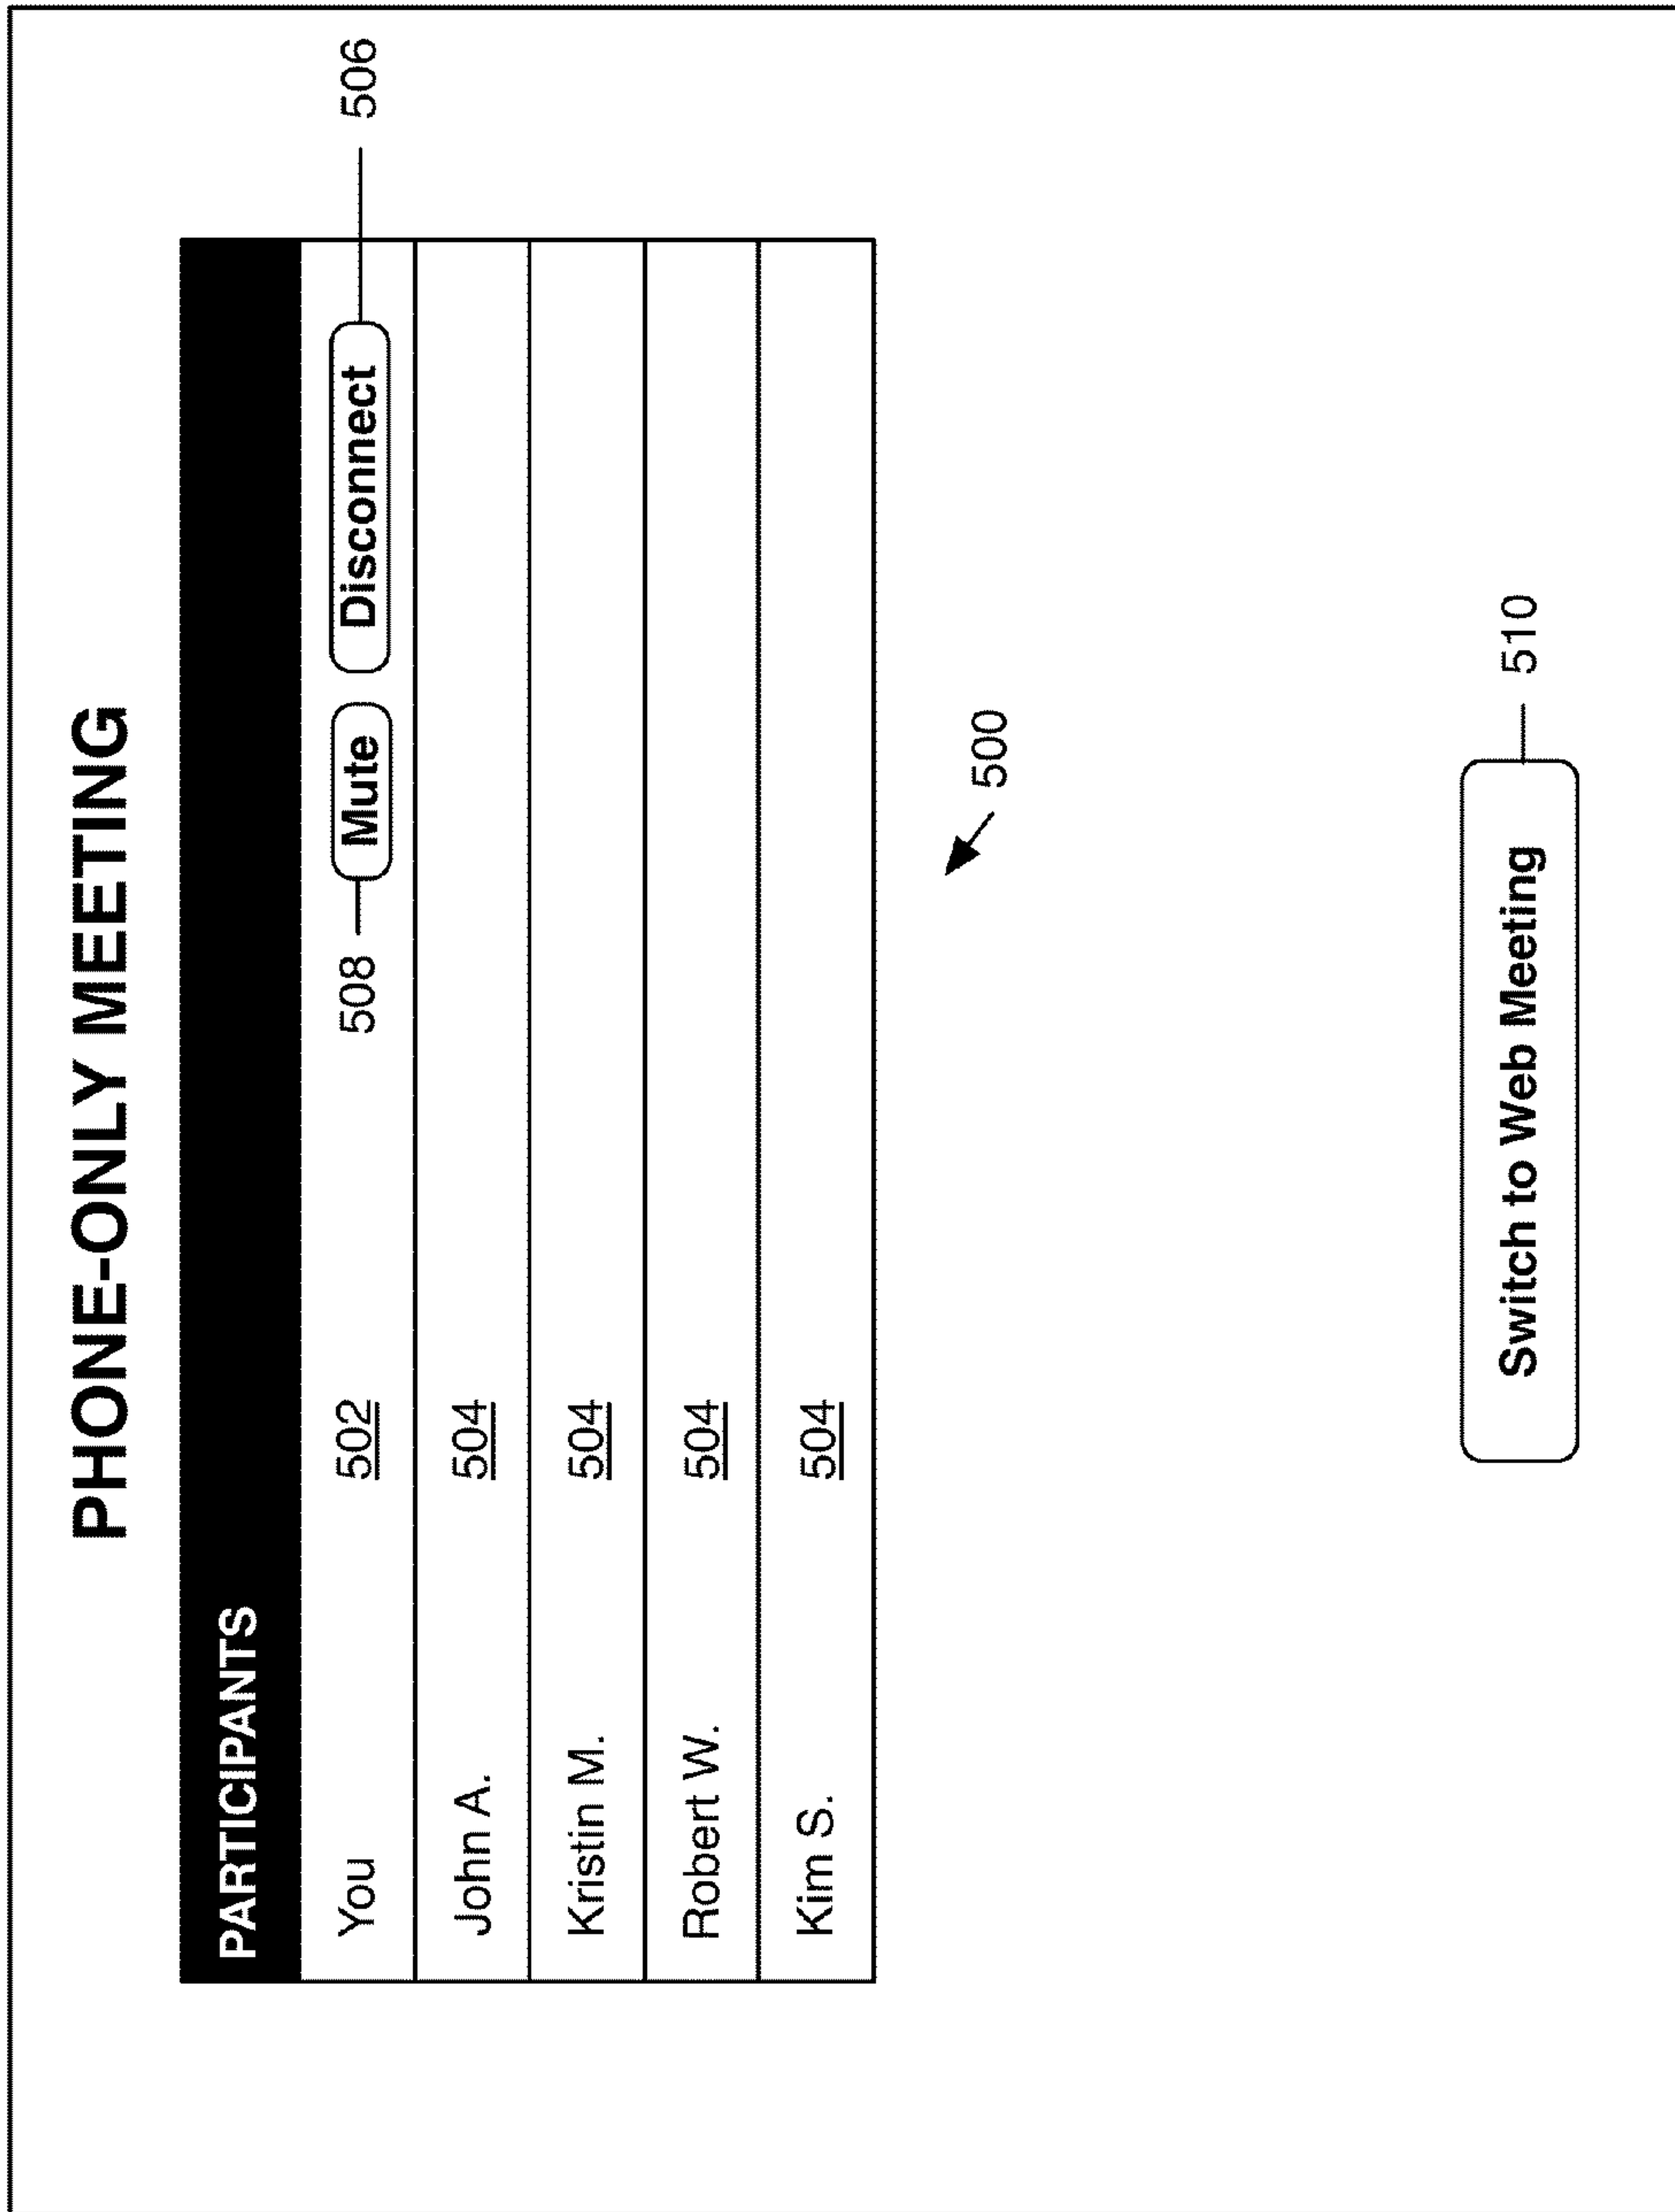 PHONE-ONLY MEETING
PARTICIPANTS
You 502 508 Mute Disconnect 506
John A. 504
Kristin M. 504
Robert W. 504
Kim S. 504
500
Switch to Web Meeting 510